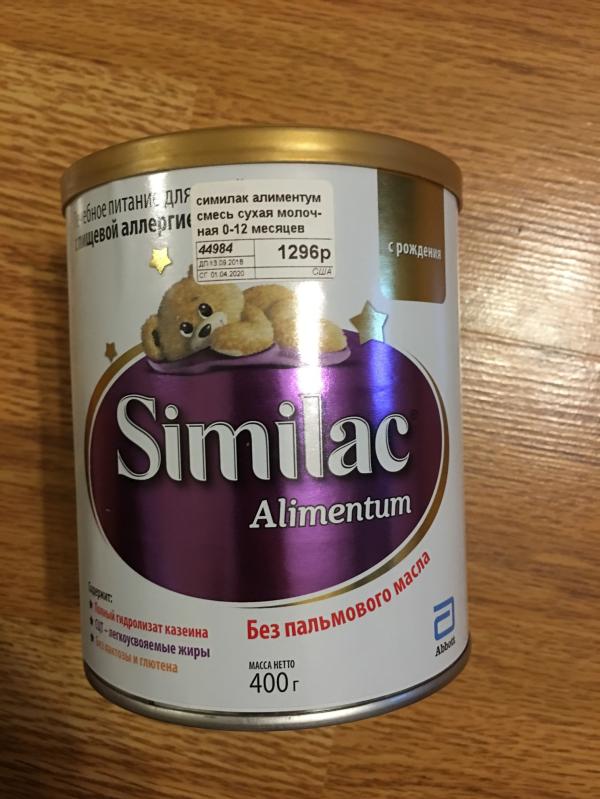 ебное питание для
пищевой аллергие
симилак алиментум
смесь сухая молоч-
ная 0-12 месяцев
44984
1296р
ДП 13.09.2018
СГ 01.04.2020
США
с рождения
Similac®
Alimentum
Содержит:
Полный гидролизат казеина
СЦТ – легкоусвояемые жиры
Без лактозы и глютена
Без пальмового масла
МАССА НЕТТО
400 г
Abbott